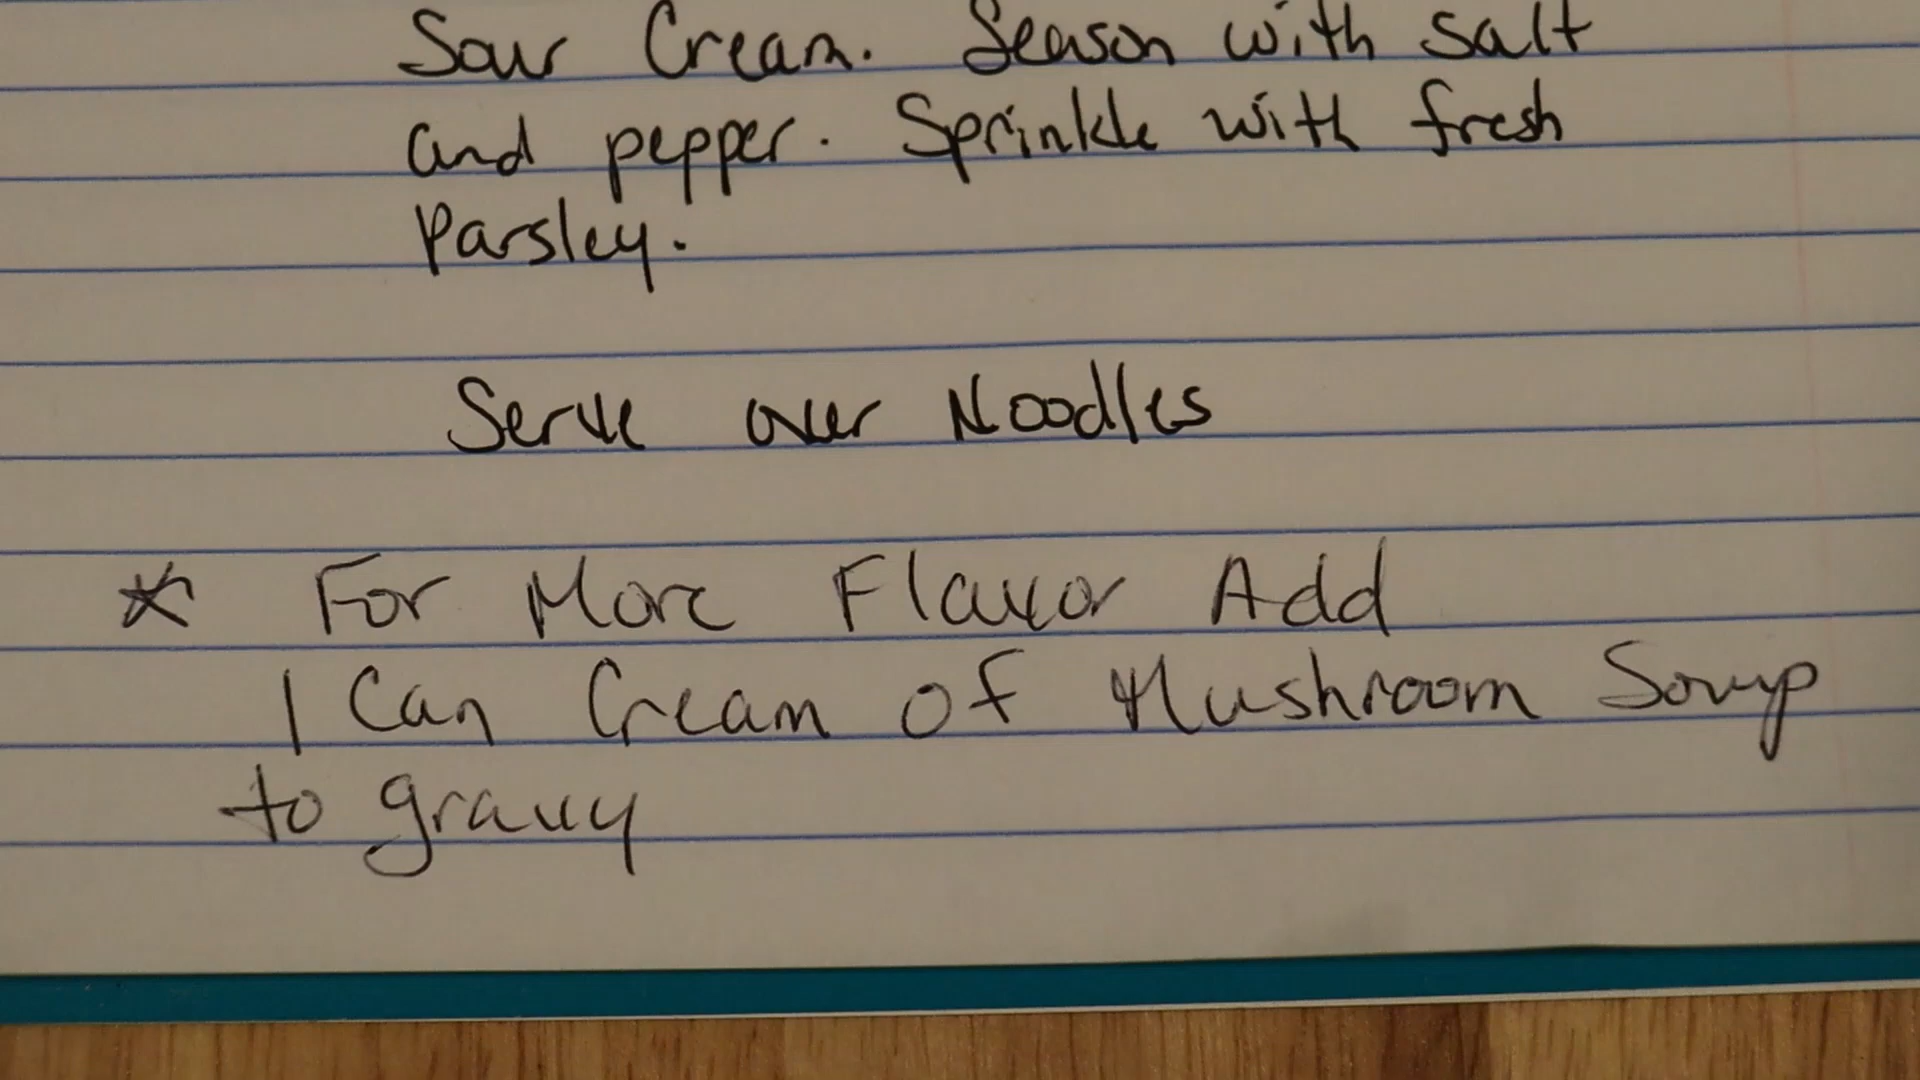 Sour Cream. Season with salt
and pepper. Sprinkle with fresh
Parsley.
Serve over Noodles
* For More Flavor Add
1 Can Cream of Mushroom Soup
to gravy